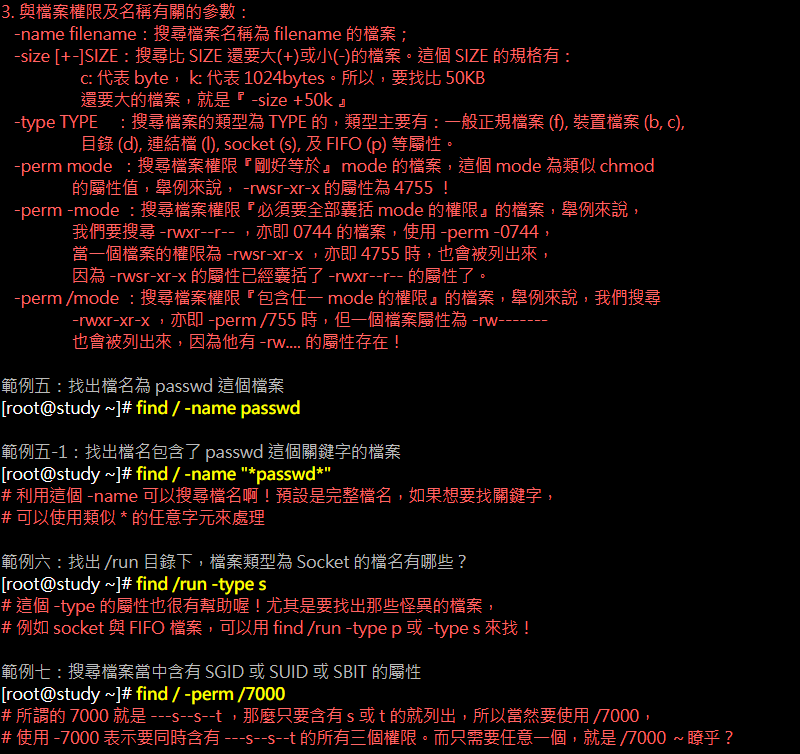 3. 與檔案權限及名稱有關的參數：
-name filename：搜尋檔案名稱為 filename 的檔案；
-size [+-]SIZE：搜尋比 SIZE 還要大(+)或小(-)的檔案。這個 SIZE 的規格有：
c: 代表 byte， k: 代表 1024bytes。所以，要找比 50KB
還要大的檔案，就是『 -size +50k 』
-type TYPE ：搜尋檔案的類型為 TYPE 的，類型主要有：一般正規檔案 (f), 裝置檔案 (b, c),
目錄 (d), 連結檔 (l), socket (s), 及 FIFO (p) 等屬性。
-perm mode ：搜尋檔案權限『剛好等於』 mode 的檔案，這個 mode 為類似 chmod
的屬性值，舉例來說， -rwsr-xr-x 的屬性為 4755 ！
-perm -mode ：搜尋檔案權限『必須要全部囊括 mode 的權限』的檔案，舉例來說，
我們要搜尋 -rwxr--r-- ，亦即 0744 的檔案，使用 -perm -0744，
當一個檔案的權限為 -rwsr-xr-x ，亦即 4755 時，也會被列出來，
因為 -rwsr-xr-x 的屬性已經囊括了 -rwxr--r-- 的屬性了。
-perm /mode ：搜尋檔案權限『包含任一 mode 的權限』的檔案，舉例來說，我們搜尋
-rwxr-xr-x ，亦即 -perm /755 時，但一個檔案屬性為 -rw-------
也會被列出來，因為他有 -rw.... 的屬性存在！
範例五：找出檔名為 passwd 這個檔案
[root@study ~]# find / -name passwd
範例五-1：找出檔名包含了 passwd 這個關鍵字的檔案
[root@study ~]# find / -name "*passwd*"
# 利用這個 -name 可以搜尋檔名啊！預設是完整檔名，如果想要找關鍵字，
# 可以使用類似 * 的任意字元來處理
範例六：找出 /run 目錄下，檔案類型為 Socket 的檔名有哪些？
[root@study ~]# find /run -type s
# 這個 -type 的屬性也很有幫助喔！尤其是要找出那些怪異的檔案，
# 例如 socket 與 FIFO 檔案，可以用 find /run -type p 或 -type s 來找！
範例七：搜尋檔案當中含有 SGID 或 SUID 或 SBIT 的屬性
[root@study ~]# find / -perm /7000
# 所謂的 7000 就是 ---s--s--t ，那麼只要含有 s 或 t 的就列出，所以當然要使用 /7000，
# 使用 -7000 表示要同時含有 ---s--s--t 的所有三個權限。而只需要任意一個，就是 /7000 ～瞭乎？